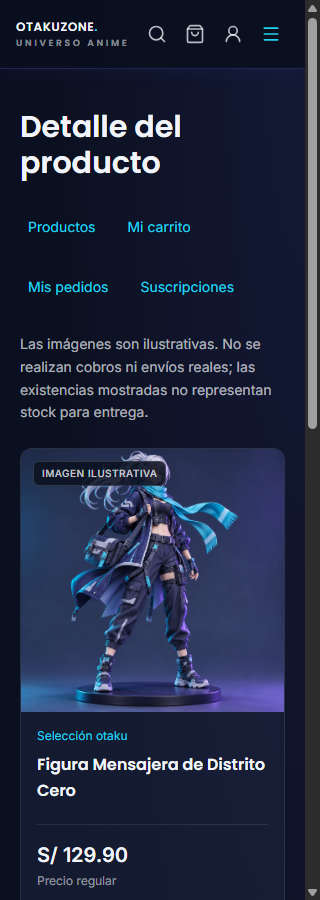 OTAKUZONE.
UNIVERSO ANIME
Detalle del
producto
Productos
Mi carrito
Mis pedidos
Suscripciones
Las imágenes son ilustrativas. No se
realizan cobros ni envíos reales; las
existencias mostradas no representan
stock para entrega.
IMAGEN ILUSTRATIVA
Selección otaku
Figura Mensajera de Distrito
Cero
S/ 129.90
Precio regular